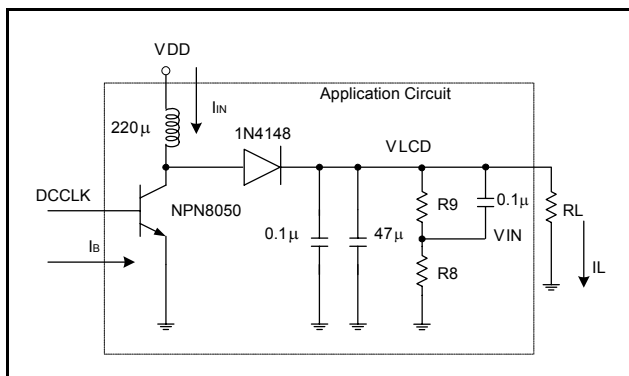 VDD
Application Circuit
IIN
220μ
1N4148
VLCD
DCCLK
NPN8050
R9
0.1μ
RL
0.1μ
47μ
VIN
IB
R8
IL